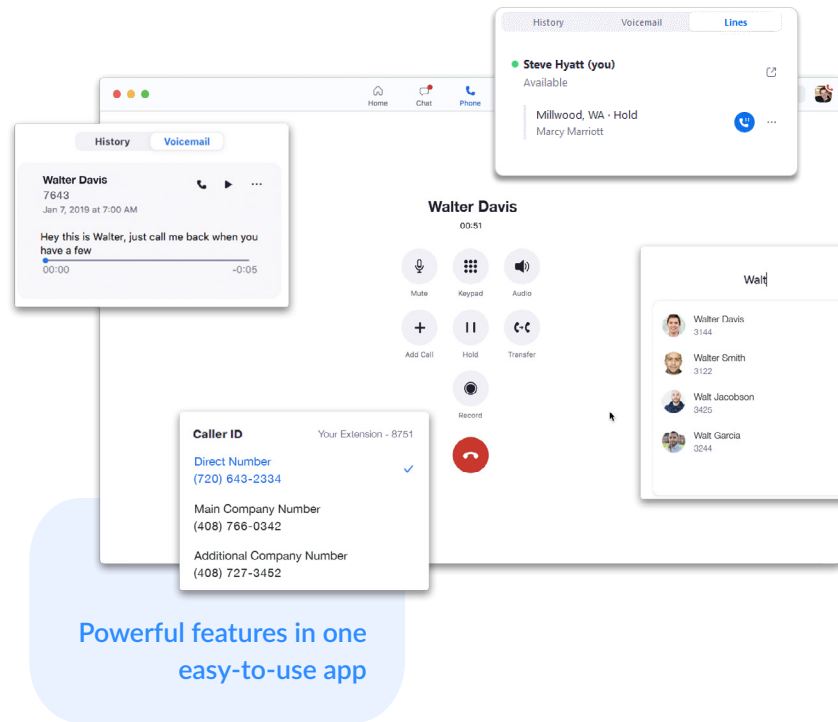 History Voicemail Lines
Steve Hyatt (you)
Available
Millwood, WA · Hold
Marcy Marriott
Home Chat Phone
History Voicemail
Walter Davis
7643
Jan 7, 2019 at 7:00 AM
Hey this is Walter, just call me back when you
have a few
00:00 -0:05
Walter Davis
00:51
Mute Keypad Audio
Add Call Hold Transfer
Record
Walt
Walter Davis
3144
Walter Smith
3122
Walt Jacobson
3425
Walt Garcia
3244
Caller ID Your Extension - 8751
Direct Number
(720) 643-2334
Main Company Number
(408) 766-0342
Additional Company Number
(408) 727-3452
Powerful features in one
easy-to-use app